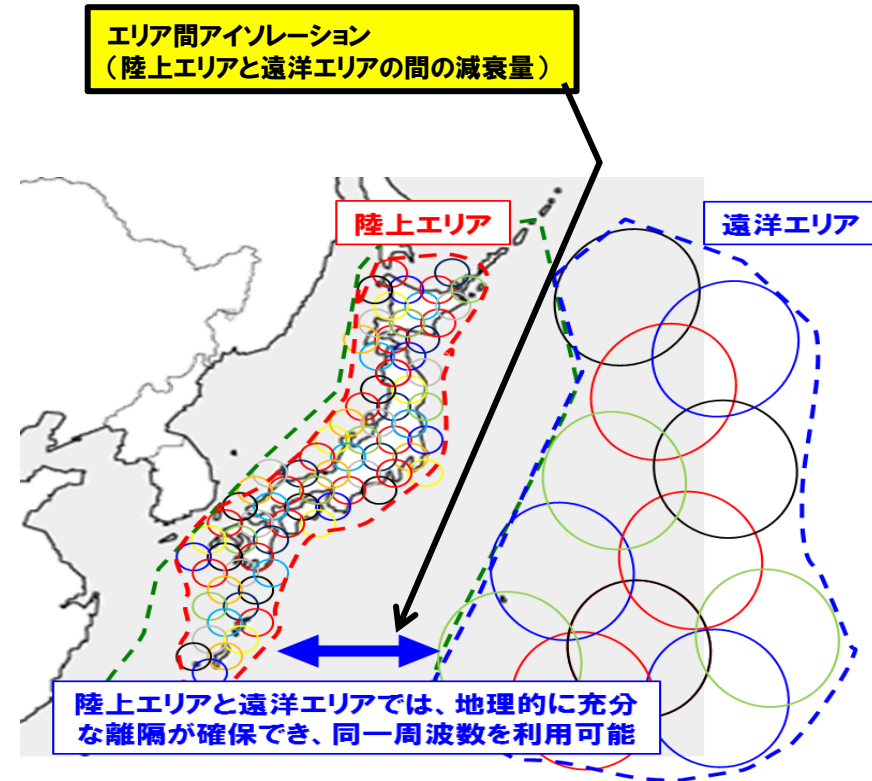 エリア間アイソレーション
（陸上エリアと遠洋エリアの間の減衰量）
陸上エリア
遠洋エリア
陸上エリアと遠洋エリアでは、地理的に充分
な離隔が確保でき、同一周波数を利用可能